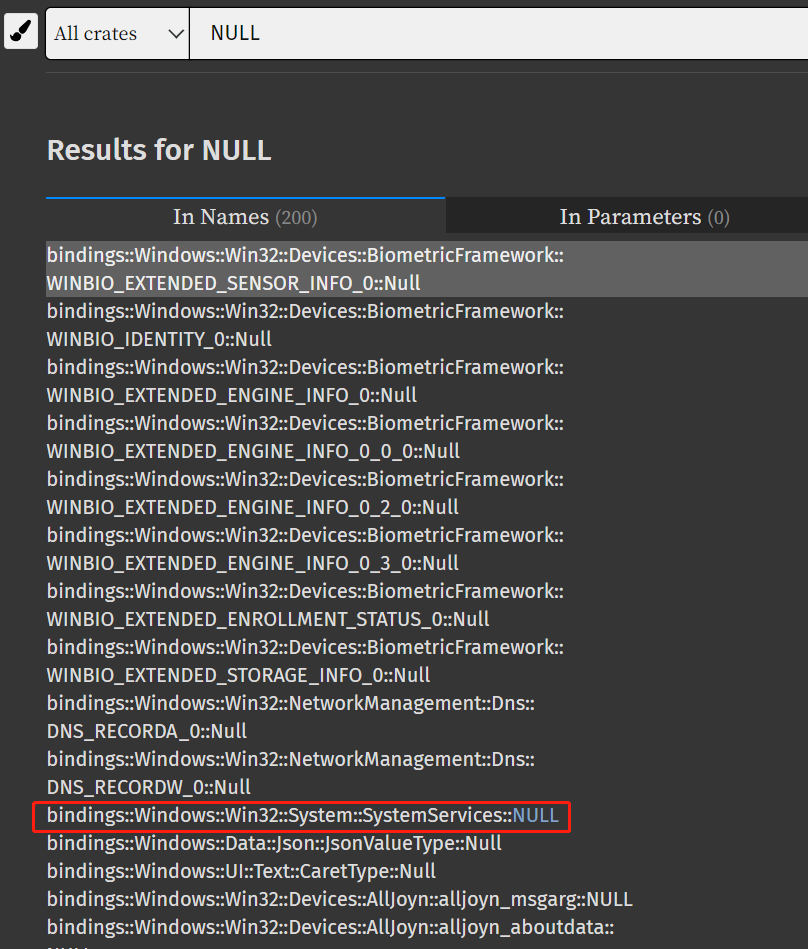 All crates NULL
Results for NULL
In Names (200) In Parameters (0)
bindings::Windows::Win32::Devices::BiometricFramework::
WINBIO_EXTENDED_SENSOR_INFO_0::Null
bindings::Windows::Win32::Devices::BiometricFramework::
WINBIO_IDENTITY_0::Null
bindings::Windows::Win32::Devices::BiometricFramework::
WINBIO_EXTENDED_ENGINE_INFO_0::Null
bindings::Windows::Win32::Devices::BiometricFramework::
WINBIO_EXTENDED_ENGINE_INFO_0_0_0::Null
bindings::Windows::Win32::Devices::BiometricFramework::
WINBIO_EXTENDED_ENGINE_INFO_0_2_0::Null
bindings::Windows::Win32::Devices::BiometricFramework::
WINBIO_EXTENDED_ENGINE_INFO_0_3_0::Null
bindings::Windows::Win32::Devices::BiometricFramework::
WINBIO_EXTENDED_ENROLLMENT_STATUS_0::Null
bindings::Windows::Win32::Devices::BiometricFramework::
WINBIO_EXTENDED_STORAGE_INFO_0::Null
bindings::Windows::Win32::NetworkManagement::Dns::
DNS_RECORDA_0::Null
bindings::Windows::Win32::NetworkManagement::Dns::
DNS_RECORDW_0::Null
bindings::Windows::Win32::System::SystemServices::NULL
bindings::Windows::Data::Json::JsonValueType::Null
bindings::Windows::UI::Text::CaretType::Null
bindings::Windows::Win32::Devices::AllJoyn::alljoyn_msgarg::NULL
bindings::Windows::Win32::Devices::AllJoyn::alljoyn_aboutdata::